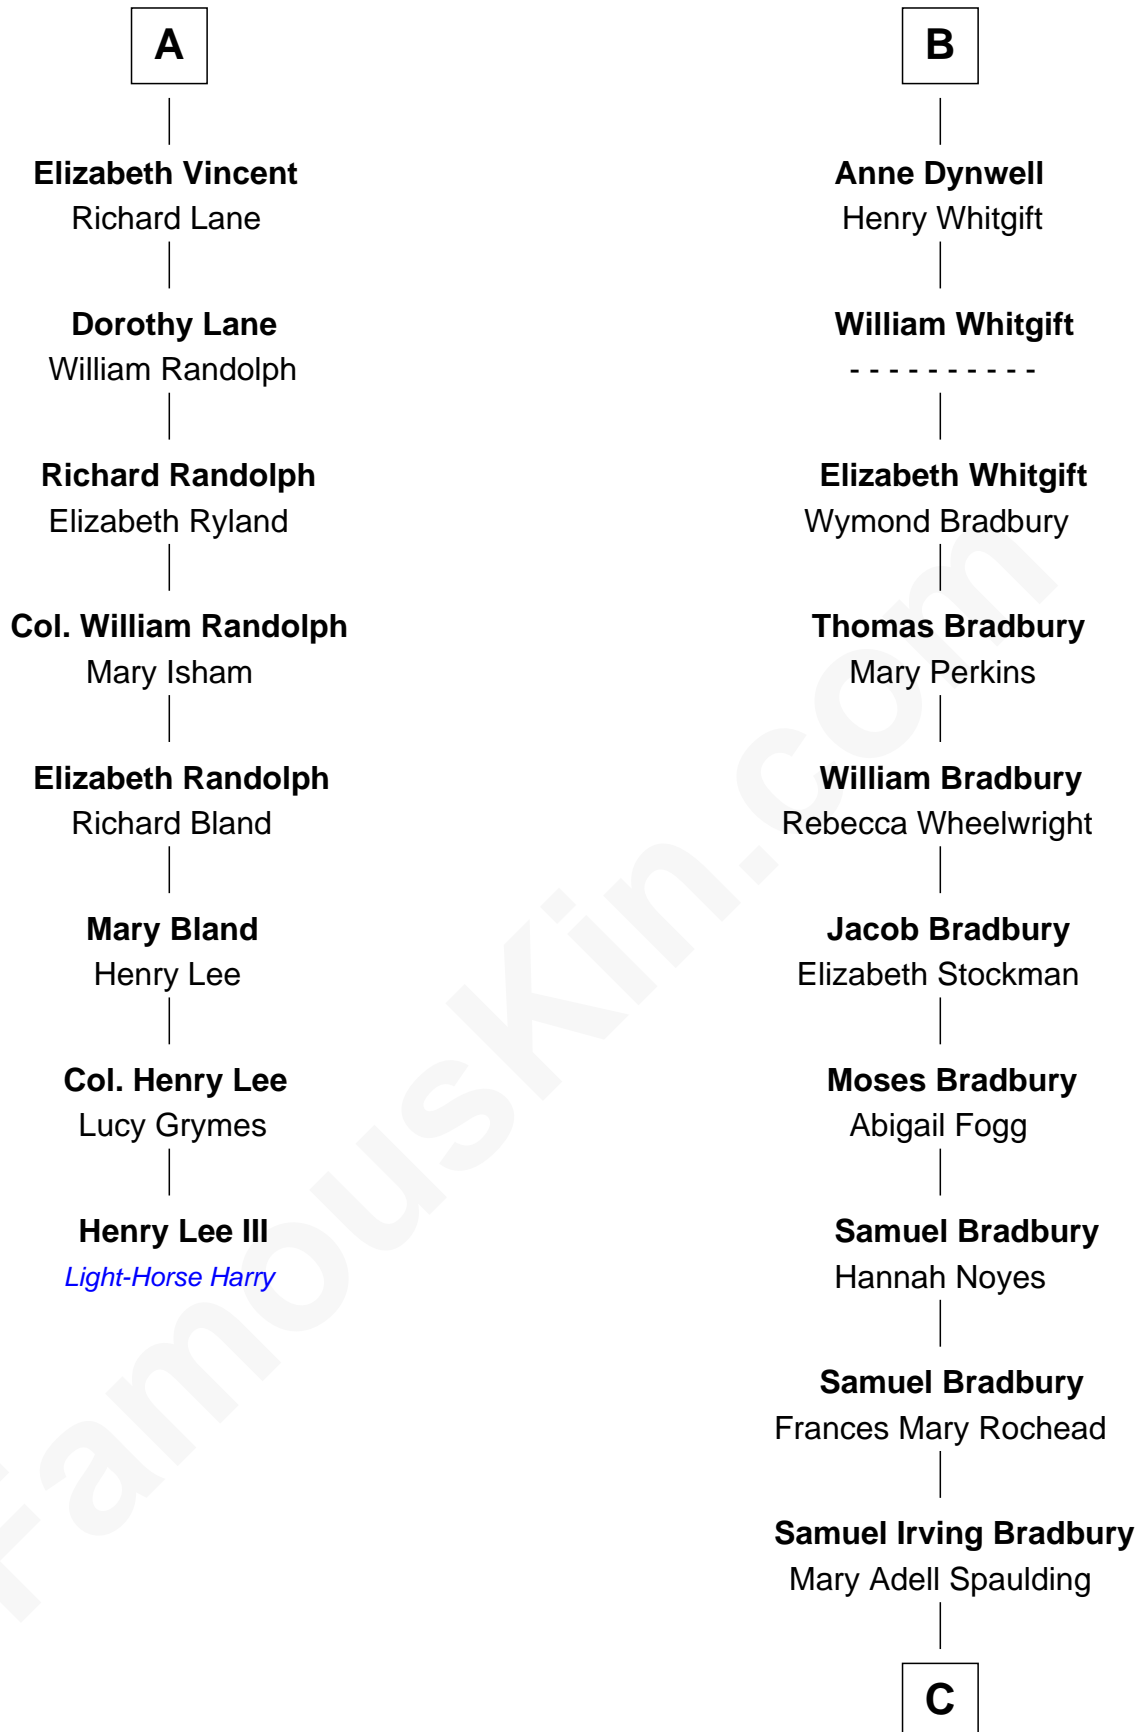 A
Elizabeth Vincent
Richard Lane
Dorothy Lane
William Randolph
Richard Randolph
Elizabeth Ryland
Col. William Randolph
Mary Isham
Elizabeth Randolph
Richard Bland
Mary Bland
Henry Lee
Col. Henry Lee
Lucy Grymes
Henry Lee III
Light-Horse Harry
B
Anne Dynwell
Henry Whitgift
William Whitgift
- - - - - - - - - -
Elizabeth Whitgift
Wymond Bradbury
Thomas Bradbury
Mary Perkins
William Bradbury
Rebecca Wheelwright
Jacob Bradbury
Elizabeth Stockman
Moses Bradbury
Abigail Fogg
Samuel Bradbury
Hannah Noyes
Samuel Bradbury
Frances Mary Rochead
Samuel Irving Bradbury
Mary Adell Spaulding
C
FamousKin.com